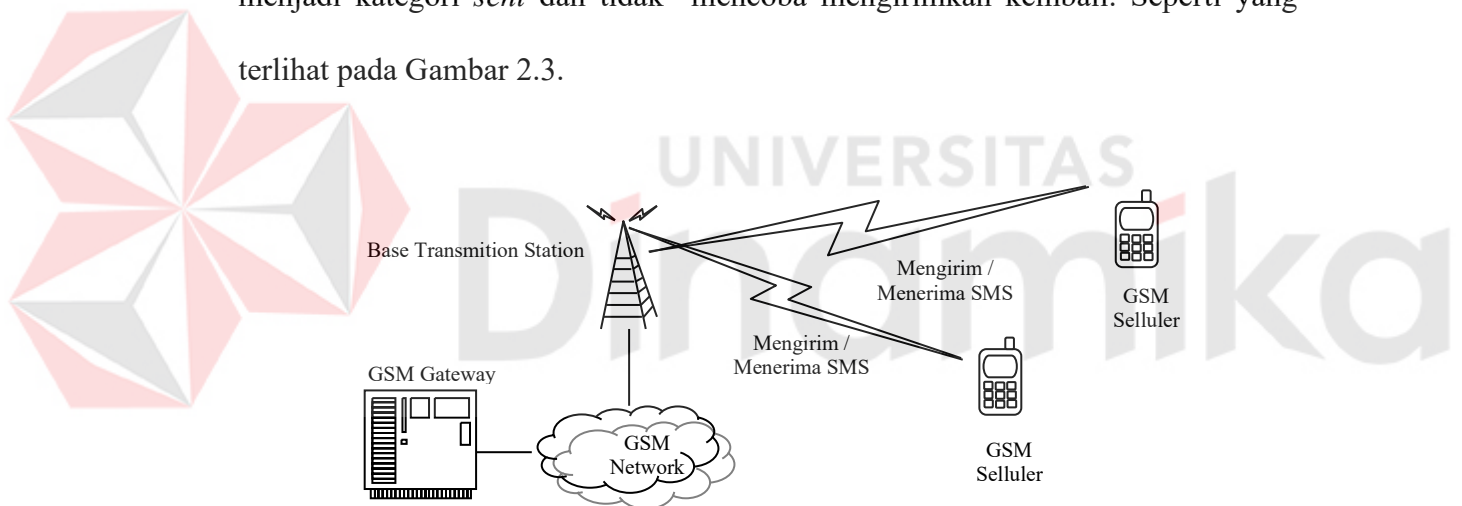 menjadi kategori sent dan tidak mencoba mengirimkan kembali. Seperti yang
terlihat pada Gambar 2.3.
UNIVERSITAS
Dinamika
Base Transmition Station
Mengirim /
Menerima SMS
GSM
Selluler
Mengirim /
Menerima SMS
GSM Gateway
GSM
Network
GSM
Selluler